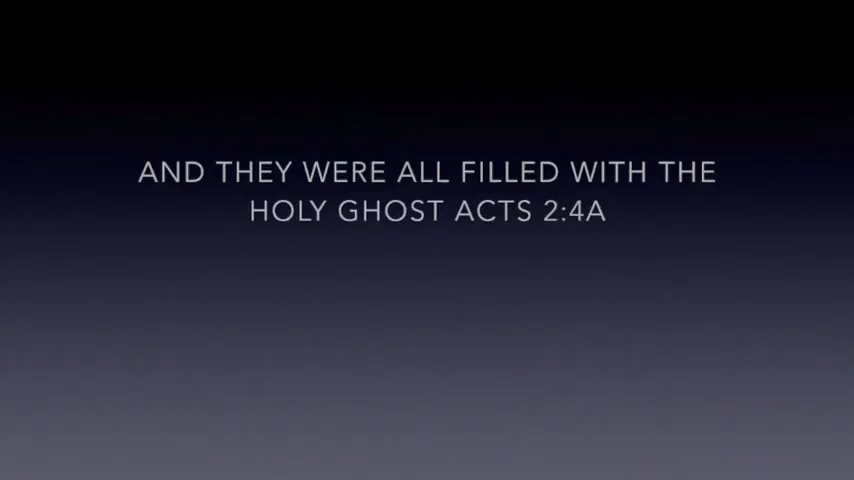 AND THEY WERE ALL FILLED WITH THE
HOLY GHOST ACTS 2:4A